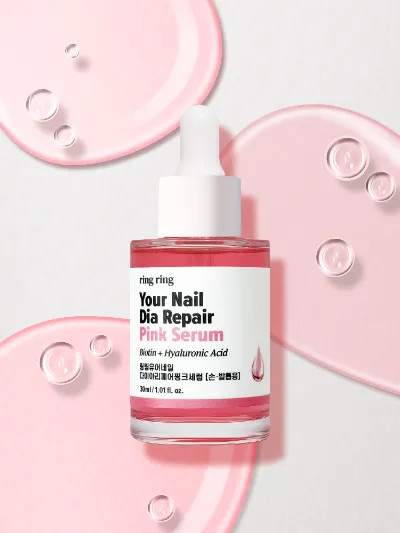 ring ring
Your Nail
Dia Repair
Pink Serum
Biotin + Hyaluronic Acid
링링유어네일
다이아리페어핑크세럼 [손·발톱용]
30ml / 1.01 fl. oz.